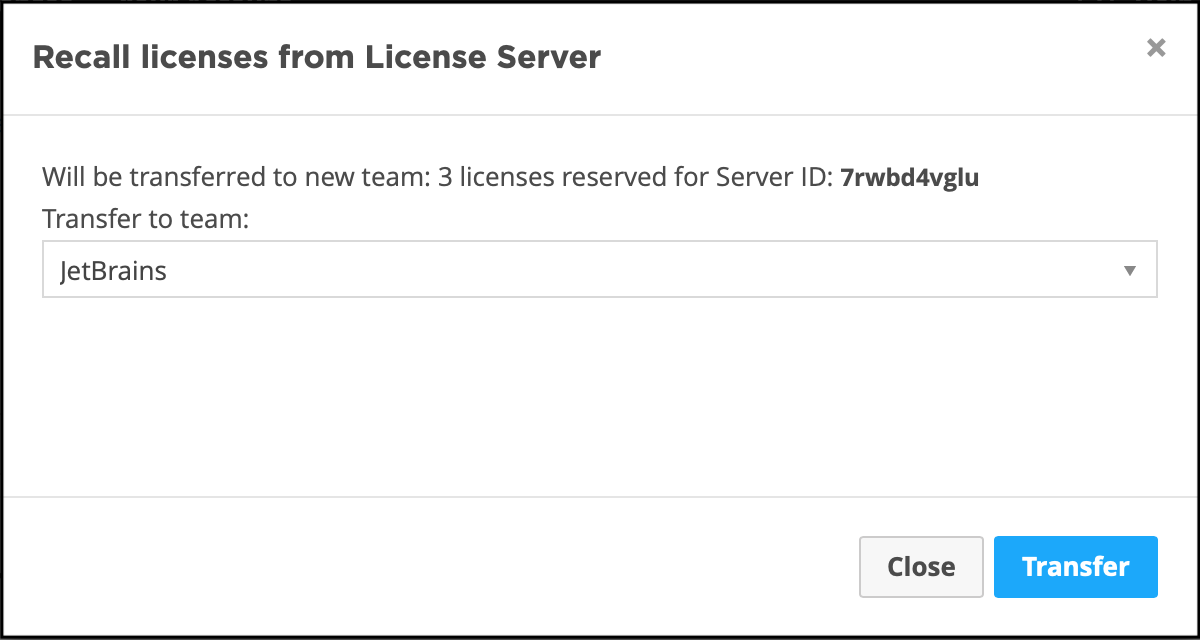 Recall licenses from License Server
Will be transferred to new team: 3 licenses reserved for Server ID: 7rwbd4vglu
Transfer to team:
JetBrains
Close
Transfer